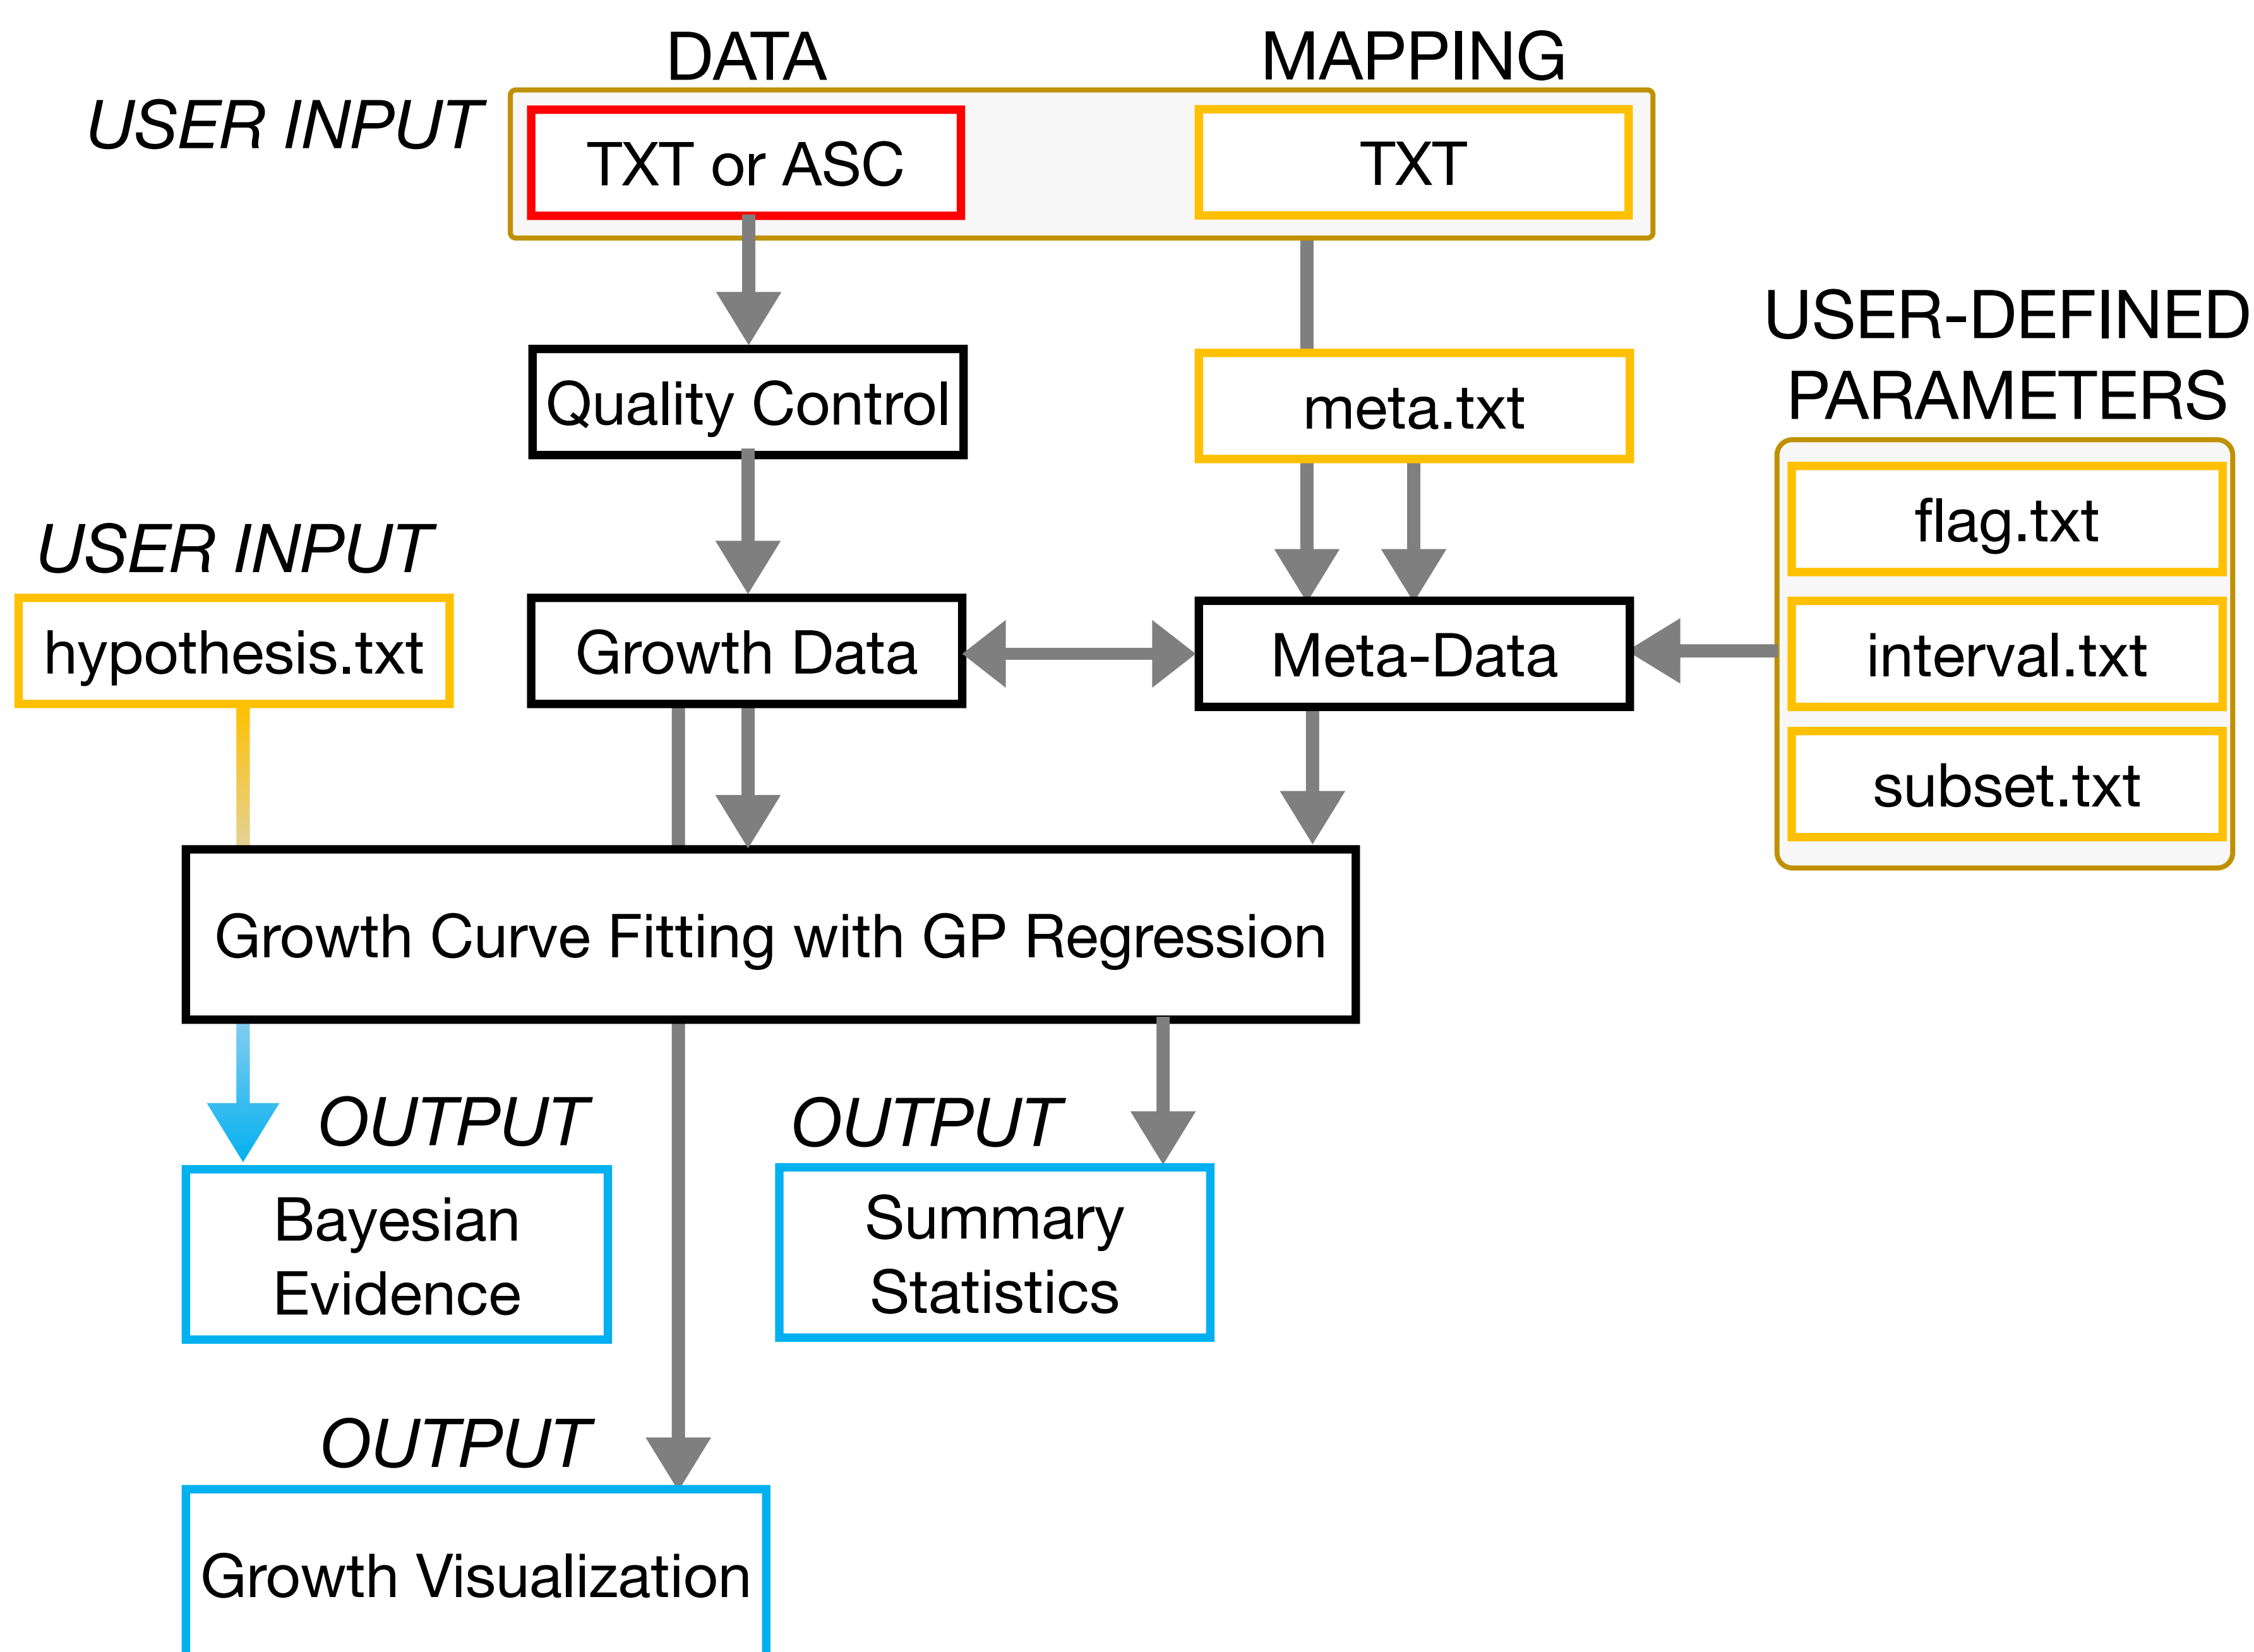 DATA
MAPPING
USER INPUT
TXT or ASC
TXT
USER-DEFINED
PARAMETERS
Quality Control
meta.txt
flag.txt
USER INPUT
hypothesis.txt
Growth Data
Meta-Data
interval.txt
subset.txt
Growth Curve Fitting with GP Regression
OUTPUT
OUTPUT
Bayesian
Evidence
Summary
Statistics
OUTPUT
Growth Visualization